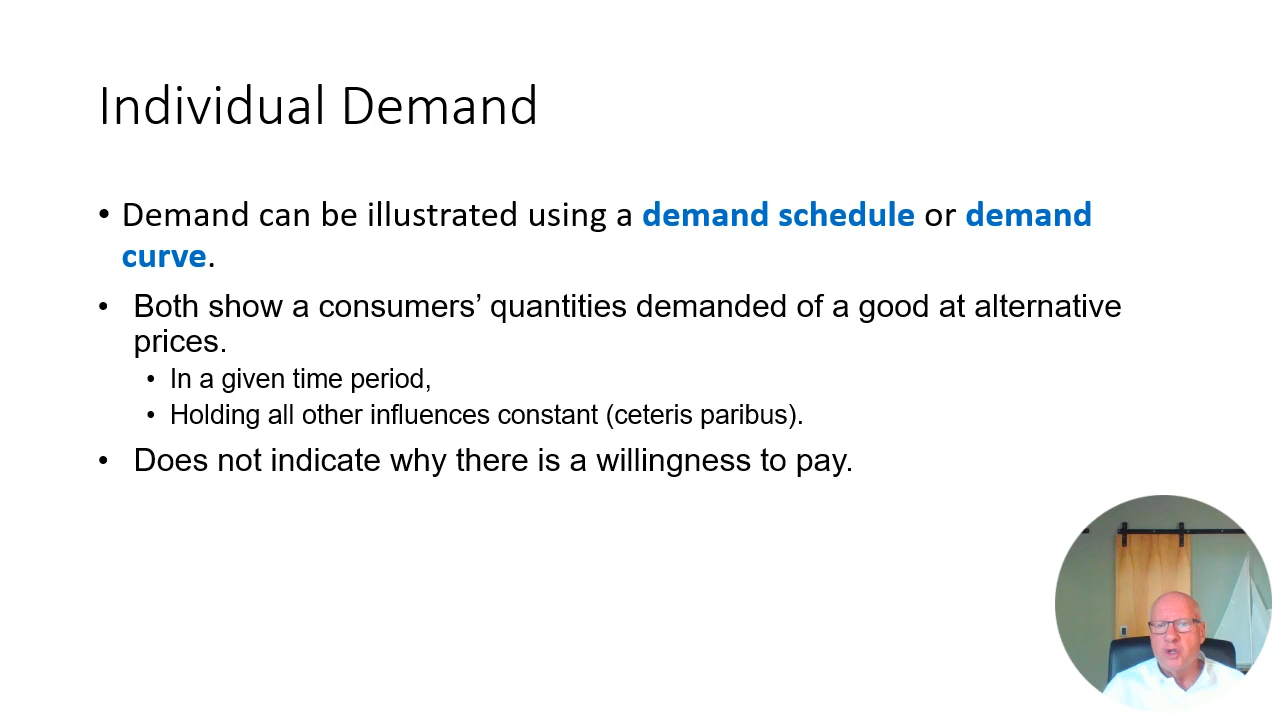 Individual Demand
• Demand can be illustrated using a demand schedule or demand
curve.
• Both show a consumers’ quantities demanded of a good at alternative
prices.
• In a given time period,
• Holding all other influences constant (ceteris paribus).
• Does not indicate why there is a willingness to pay.